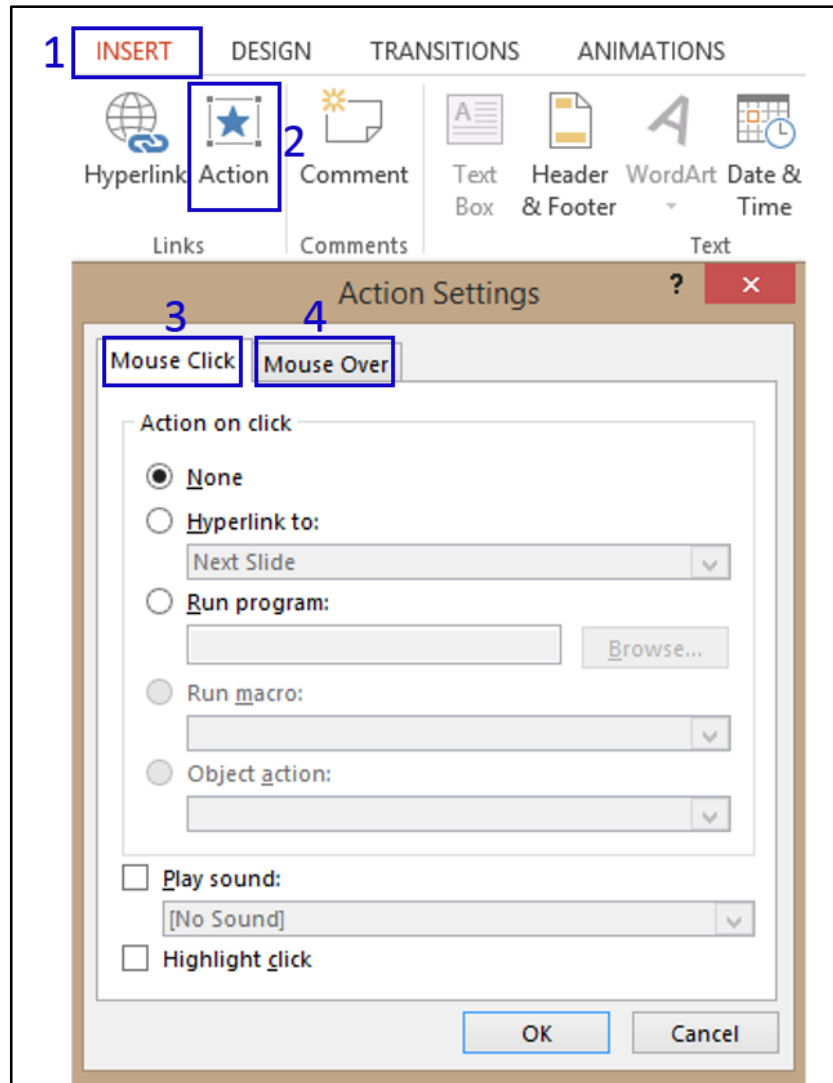 1 INSERT DESIGN TRANSITIONS ANIMATIONS
2
Hyperlink Action Comment Text Header WordArt Date &
Box & Footer Time
Links Comments Text
Action Settings ? ×
3 4
Mouse Click Mouse Over
Action on click
None
Hyperlink to:
Next Slide
Run program:
Browse...
Run macro:
Object action:
Play sound:
[No Sound]
Highlight click
OK Cancel